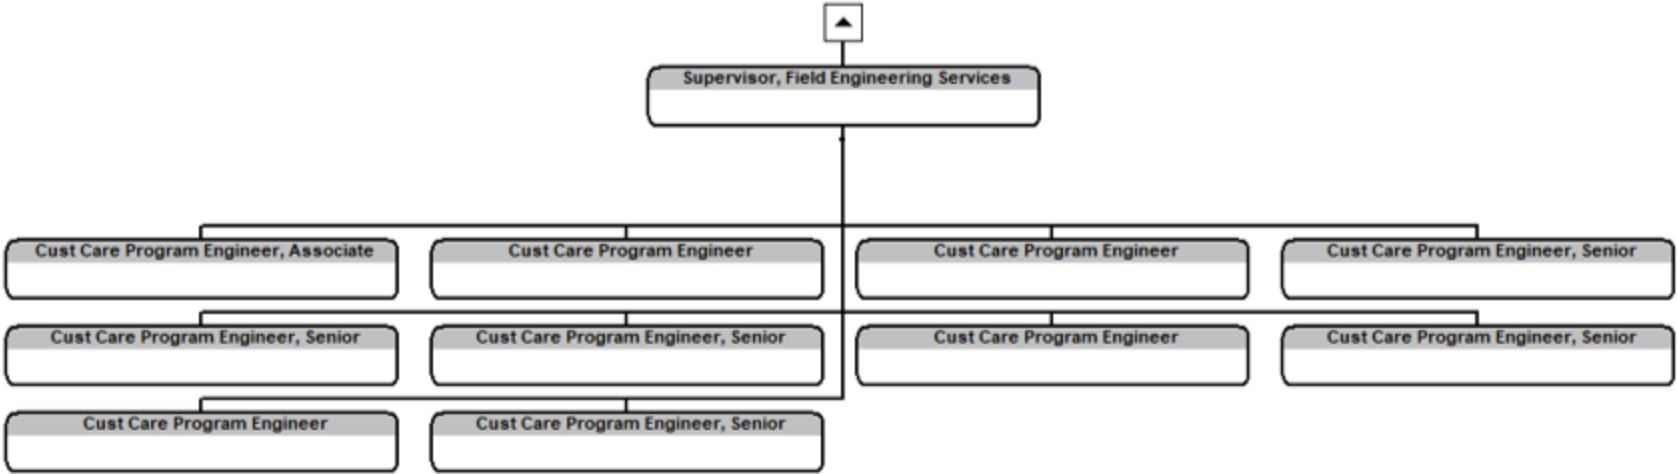 Supervisor, Field Engineering Services
Cust Care Program Engineer, Associate
Cust Care Program Engineer
Cust Care Program Engineer
Cust Care Program Engineer, Senior
Cust Care Program Engineer, Senior
Cust Care Program Engineer, Senior
Cust Care Program Engineer
Cust Care Program Engineer, Senior
Cust Care Program Engineer
Cust Care Program Engineer, Senior